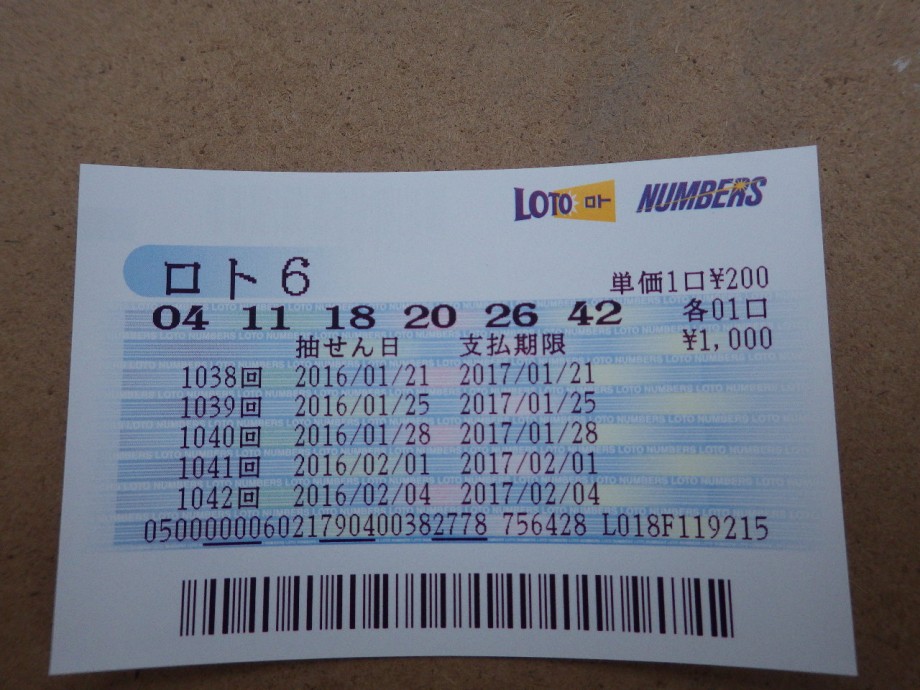 LOTO ロト NUMBERS
ロト6
単価1口¥200
04 11 18 20 26 42 各01口
抽せん日 支払期限 ¥1,000
1038回 2016/01/21 2017/01/21
1039回 2016/01/25 2017/01/25
1040回 2016/01/28 2017/01/28
1041回 2016/02/01 2017/02/01
1042回 2016/02/04 2017/02/04
050000006021790400382778 756428 L018F119215